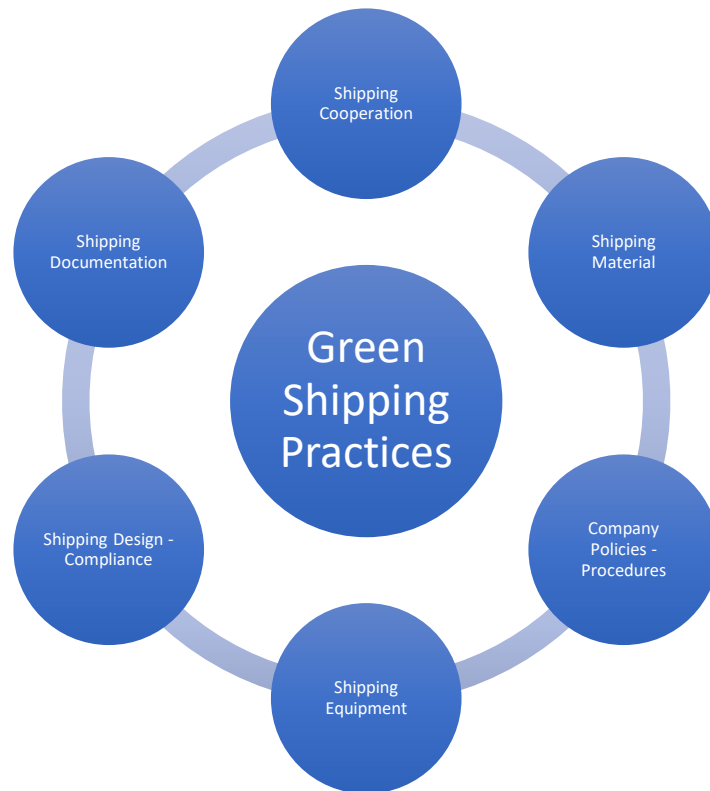 Shipping
Cooperation
Shipping
Material
Company
Policies -
Procedures
Shipping
Equipment
Shipping Design -
Compliance
Shipping
Documentation
Green
Shipping
Practices